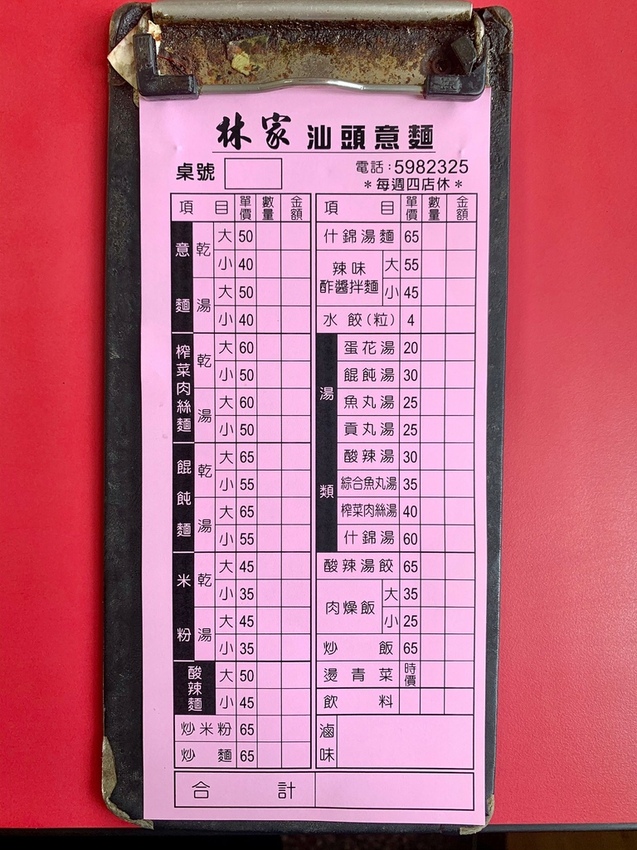 林家 汕頭意麵
桌號
電話：5982325
＊每週四店休＊
項目 單價 數量 金額
意麵 乾 大 50
小 40
湯 大 50
小 40
榨菜肉絲麵 乾 大 60
小 50
湯 大 60
小 50
餛飩麵 乾 大 65
小 55
湯 大 65
小 55
米粉 乾 大 45
小 35
湯 大 45
小 35
酸辣麵 大 50
小 45
炒米粉 65
炒麵 65
項目 單價 數量 金額
什錦湯麵 65
辣味酢醬拌麵 大 55
小 45
水餃(粒) 4
湯類 蛋花湯 20
餛飩湯 30
魚丸湯 25
貢丸湯 25
酸辣湯 30
綜合魚丸湯 35
榨菜肉絲湯 40
什錦湯 60
酸辣湯餃 65
肉燥飯 大 35
小 25
炒飯 65
燙青菜 時價
飲料
滷味
合計